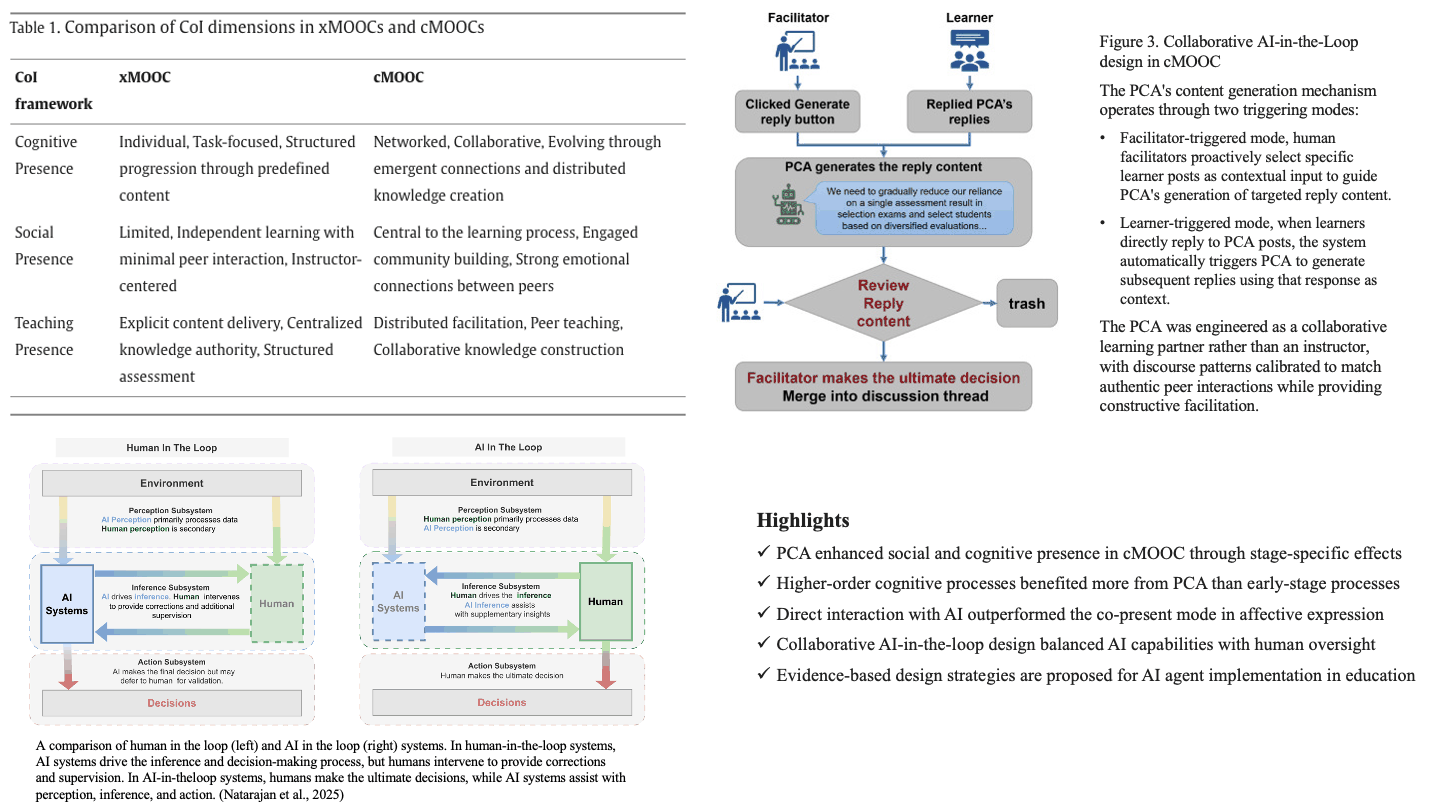 Table 1. Comparison of CoI dimensions in xMOOCs and cMOOCs
CoI
framework
xMOOC
cMOOC
Cognitive
Presence
Individual, Task-focused, Structured
progression through predefined
content
Networked, Collaborative, Evolving through
emergent connections and distributed
knowledge creation
Social
Presence
Limited, Independent learning with
minimal peer interaction, Instructor-
centered
Central to the learning process, Engaged
community building, Strong emotional
connections between peers
Teaching
Presence
Explicit content delivery, Centralized
knowledge authority, Structured
assessment
Distributed facilitation, Peer teaching,
Collaborative knowledge construction
Facilitator
Learner
Clicked Generate
reply button
Replied PCA's
replies
PCA generates the reply content
We need to gradually reduce our reliance
on a single assessment result in
selection exams and select students
based on diversified evaluations...
Review
Reply
content
trash
Facilitator makes the ultimate decision
Merge into discussion thread
Figure 3. Collaborative AI-in-the-Loop
design in cMOOC
The PCA's content generation mechanism
operates through two triggering modes:
• Facilitator-triggered mode, human
facilitators proactively select specific
learner posts as contextual input to guide
PCA's generation of targeted reply content.
• Learner-triggered mode, when learners
directly reply to PCA posts, the system
automatically triggers PCA to generate
subsequent replies using that response as
context.
The PCA was engineered as a collaborative
learning partner rather than an instructor,
with discourse patterns calibrated to match
authentic peer interactions while providing
constructive facilitation.
Human In The Loop
Environment
Perception Subsystem
AI Perception primarily processes data
Human perception is secondary
AI
Systems
Inference Subsystem
AI drives inference. Human intervenes
to provide corrections and additional
supervision
Human
Action Subsystem
AI makes the final decision but may
defer to human for validation.
Decisions
AI In The Loop
Environment
Perception Subsystem
Human perception primarily processes data
AI Perception is secondary
AI
Systems
Inference Subsystem
Human drives the inference
AI Inference assists
with supplementary insights
Human
Action Subsystem
Human makes the ultimate decision
Decisions
A comparison of human in the loop (left) and AI in the loop (right) systems. In human-in-the-loop systems,
AI systems drive the inference and decision-making process, but humans intervene to provide corrections
and supervision. In AI-in-theloop systems, humans make the ultimate decisions, while AI systems assist with
perception, inference, and action. (Natarajan et al., 2025)
Highlights
✓ PCA enhanced social and cognitive presence in cMOOC through stage-specific effects
✓ Higher-order cognitive processes benefited more from PCA than early-stage processes
✓ Direct interaction with AI outperformed the co-present mode in affective expression
✓ Collaborative AI-in-the-loop design balanced AI capabilities with human oversight
✓ Evidence-based design strategies are proposed for AI agent implementation in education